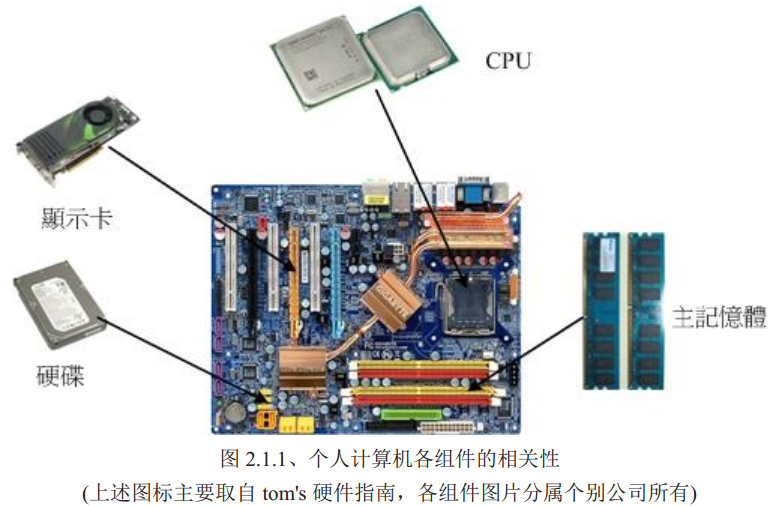 CPU
顯示卡
GIGABYTE
主記憶體
硬碟
图 2.1.1、个人计算机各组件的相关性
(上述图标主要取自 tom's 硬件指南，各组件图片分属个别公司所有)